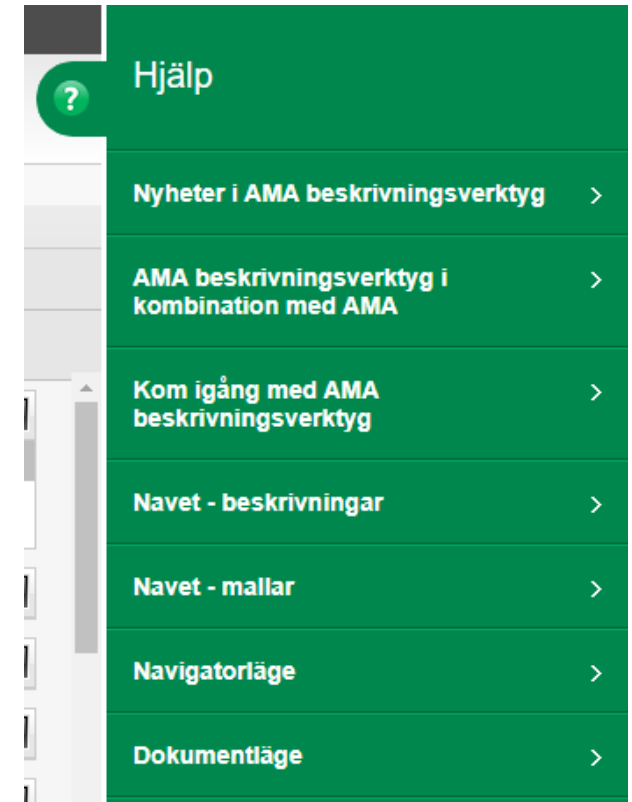 ?
Hjälp
Nyheter i AMA beskrivningsverktyg
AMA beskrivningsverktyg i
kombination med AMA
Kom igång med AMA
beskrivningsverktyg
Navet - beskrivningar
Navet - mallar
Navigatorläge
Dokumentläge